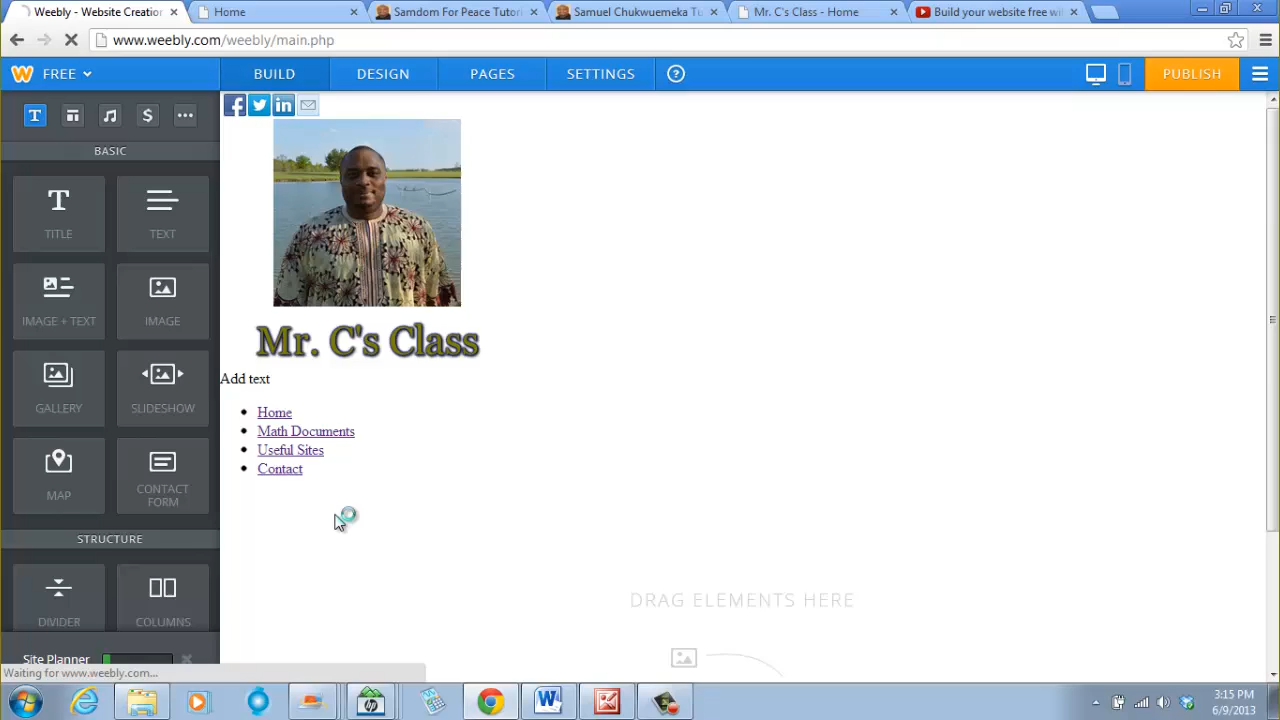 Weebly - Website Creation
Home
Samdom For Peace Tutori
Samuel Chukwuemeka Tu
Mr. C's Class - Home
Build your website free wi
www.weebly.com/weebly/main.php
FREE
BUILD
DESIGN
PAGES
SETTINGS
?
PUBLISH
T
$
BASIC
T
TITLE
TEXT
IMAGE + TEXT
IMAGE
GALLERY
SLIDESHOW
MAP
CONTACT
FORM
STRUCTURE
DIVIDER
COLUMNS
Site Planner
Waiting for www.weebly.com...
Mr. C's Class
Add text
Home
Math Documents
Useful Sites
Contact
DRAG ELEMENTS HERE
3:15 PM
6/9/2013